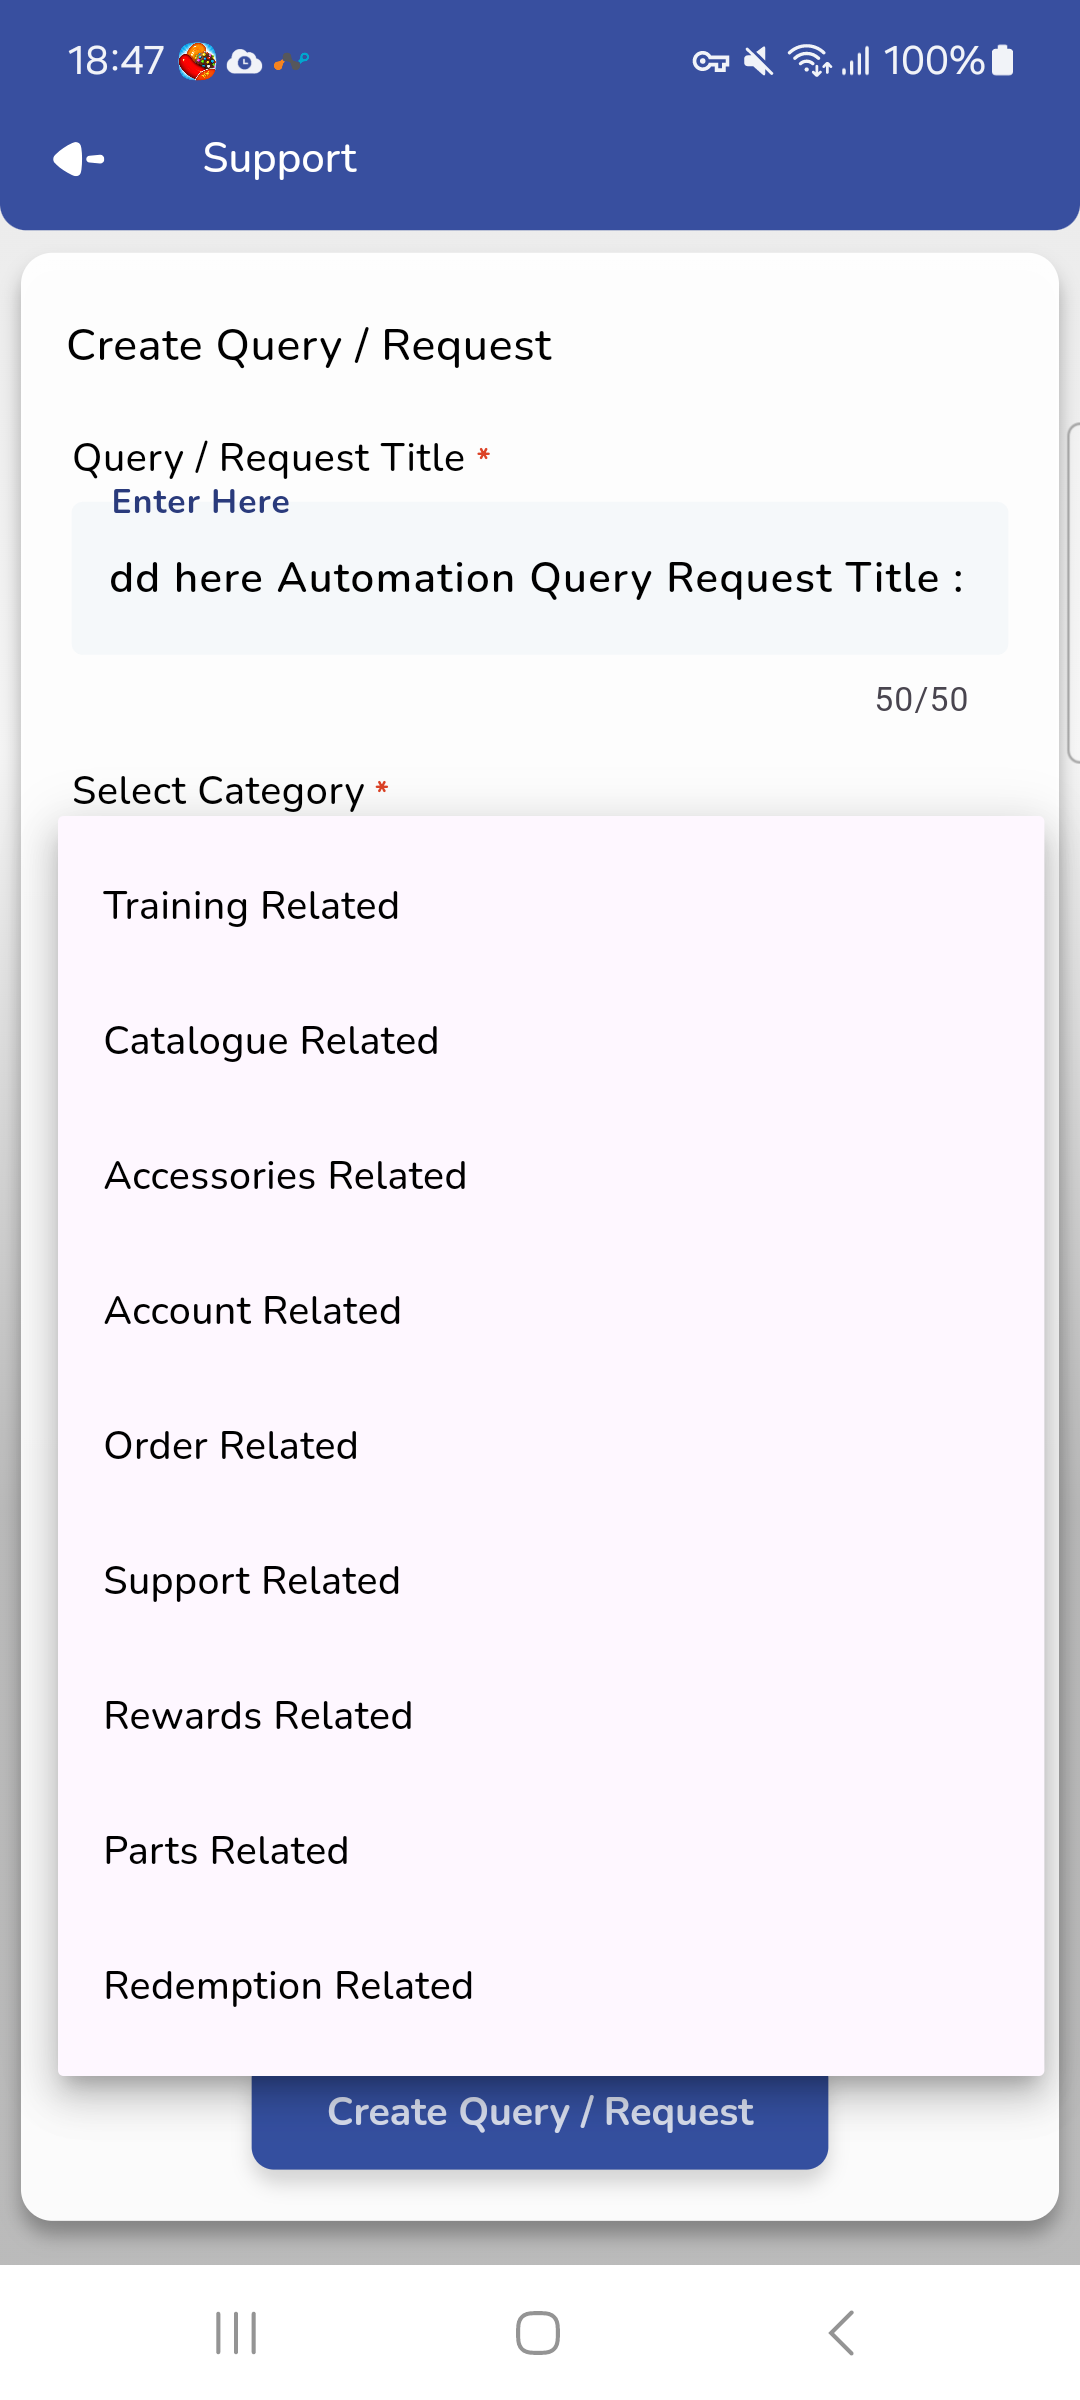 18:47
100%
Support
Create Query / Request
Query / Request Title *
Enter Here
dd here Automation Query Request Title :
50/50
Select Category *
Training Related
Catalogue Related
Accessories Related
Account Related
Order Related
Support Related
Rewards Related
Parts Related
Redemption Related
Create Query / Request